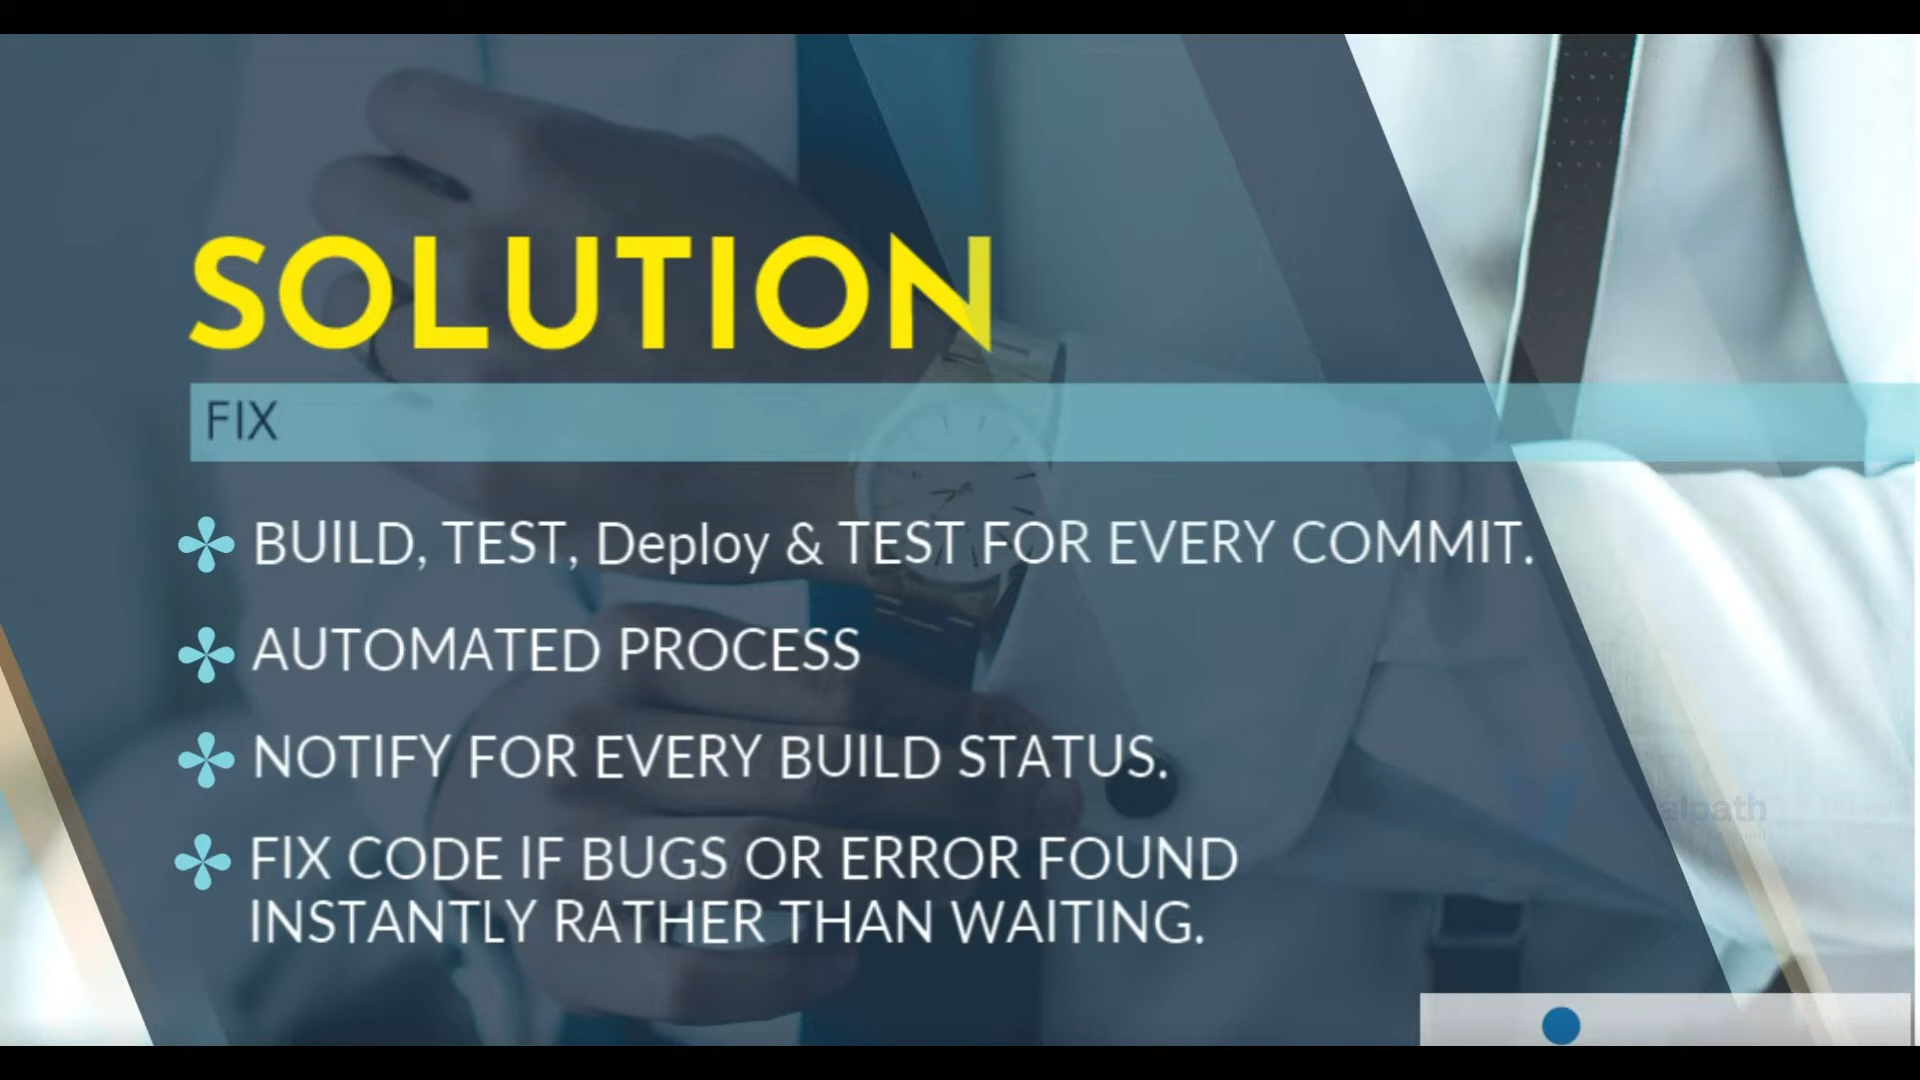 SOLUTION
FIX
BUILD, TEST, Deploy & TEST FOR EVERY COMMIT.
AUTOMATED PROCESS
NOTIFY FOR EVERY BUILD STATUS.
FIX CODE IF BUGS OR ERROR FOUND
INSTANTLY RATHER THAN WAITING.